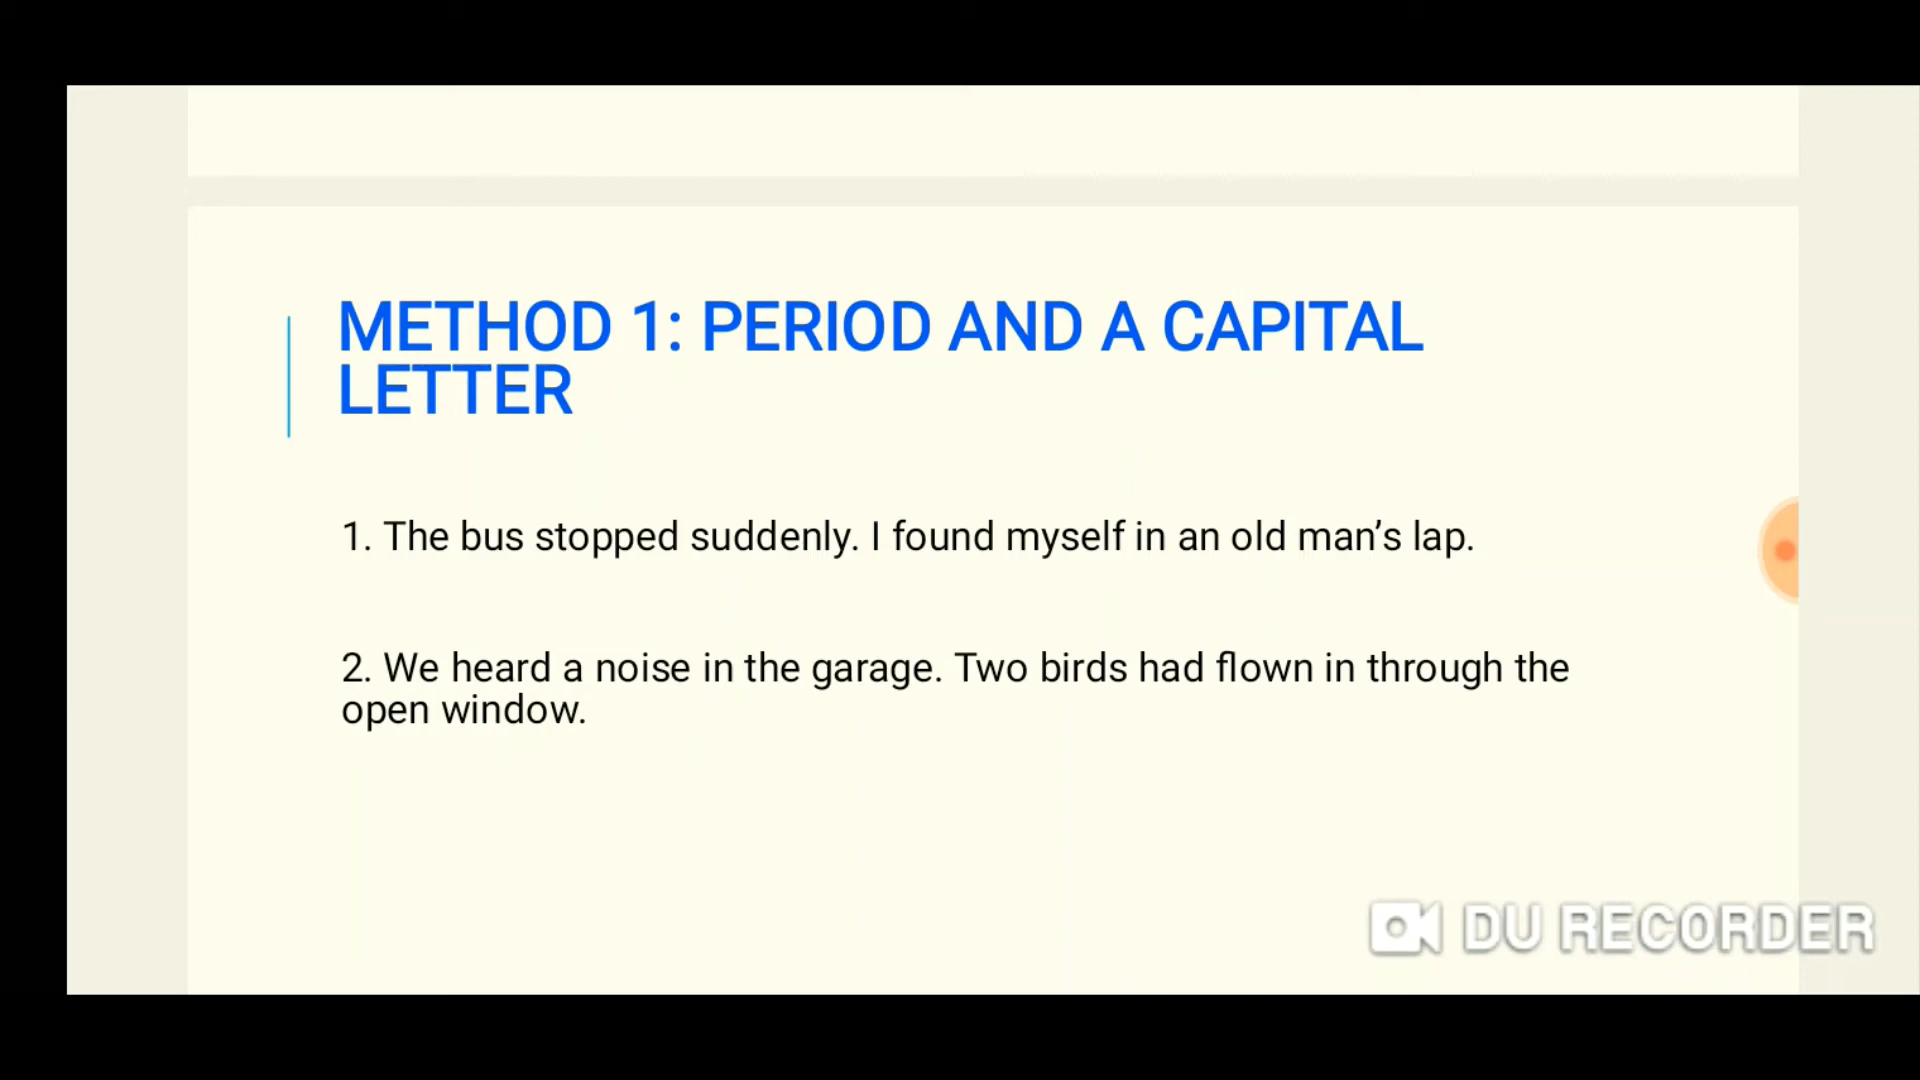 METHOD 1: PERIOD AND A CAPITAL
LETTER
1. The bus stopped suddenly. I found myself in an old man’s lap.
2. We heard a noise in the garage. Two birds had flown in through the
open window.
DU RECORDER